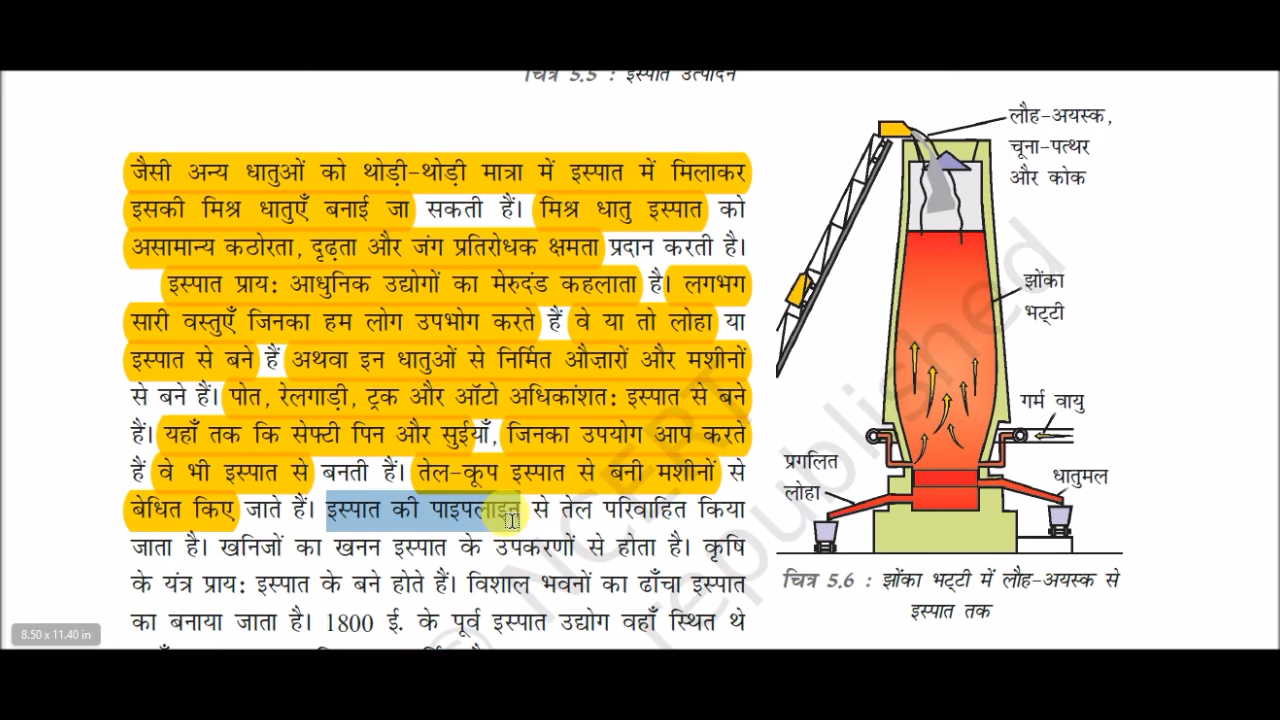 चित्र 5.5 : इस्पात उत्पादन
जैसी अन्य धातुओं को थोड़ी-थोड़ी मात्रा में इस्पात में मिलाकर
इसकी मिश्र धातुएँ बनाई जा सकती हैं। मिश्र धातु इस्पात को
असामान्य कठोरता, दृढ़ता और जंग प्रतिरोधक क्षमता प्रदान करती है।
इस्पात प्राय: आधुनिक उद्योगों का मेरुदंड कहलाता है। लगभग
सारी वस्तुएँ जिनका हम लोग उपभोग करते हैं वे या तो लोहा या
इस्पात से बने हैं अथवा इन धातुओं से निर्मित औज़ारों और मशीनों
से बने हैं। पोत, रेलगाड़ी, ट्रक और ऑटो अधिकांशत: इस्पात से बने
हैं। यहाँ तक कि सेफ्टी पिन और सुईयाँ, जिनका उपयोग आप करते
हैं वे भी इस्पात से बनती हैं। तेल-कूप इस्पात से बनी मशीनों से
बेधित किए जाते हैं। इस्पात की पाइपलाइन से तेल परिवाहित किया
जाता है। खनिजों का खनन इस्पात के उपकरणों से होता है। कृषि
के यंत्र प्राय: इस्पात के बने होते हैं। विशाल भवनों का ढाँचा इस्पात
का बनाया जाता है। 1800 ई. के पूर्व इस्पात उद्योग वहाँ स्थित थे
लौह-अयस्क,
चूना-पत्थर
और कोक
झोंका
भट्टी
गर्म वायु
प्रगलित
लोहा
धातुमल
चित्र 5.6 : झोंका भट्टी में लौह-अयस्क से
इस्पात तक
© NCERT
republished
8.50 x 11.40 in